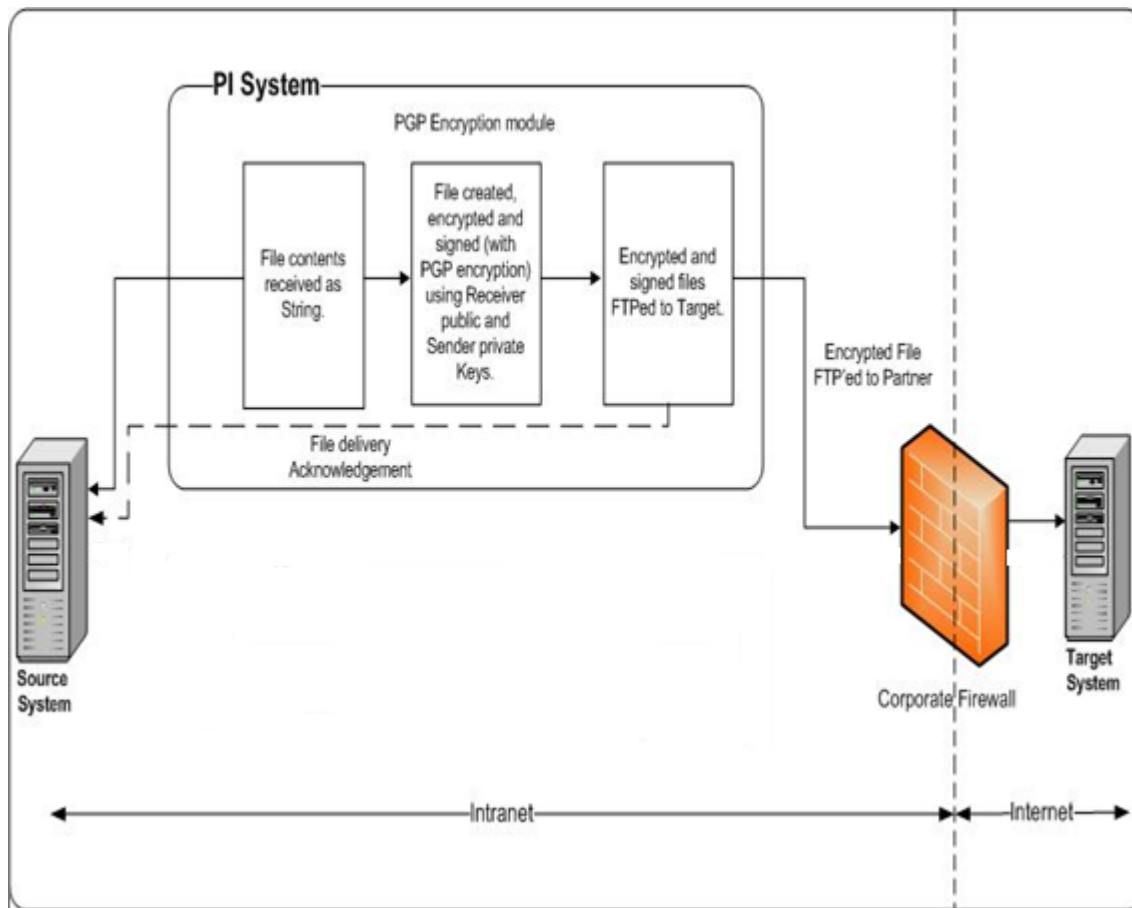 PI System
PGP Encryption module
File contents
received as
String.
File created,
encrypted and
signed (with
PGP encryption)
using Receiver
public and
Sender private
Keys.
Encrypted and
signed files
FTPed to Target.
Encrypted File
FTP'ed to Partner
File delivery
Acknowledgement
Source
System
Target
System
Corporate Firewall
Intranet
Internet